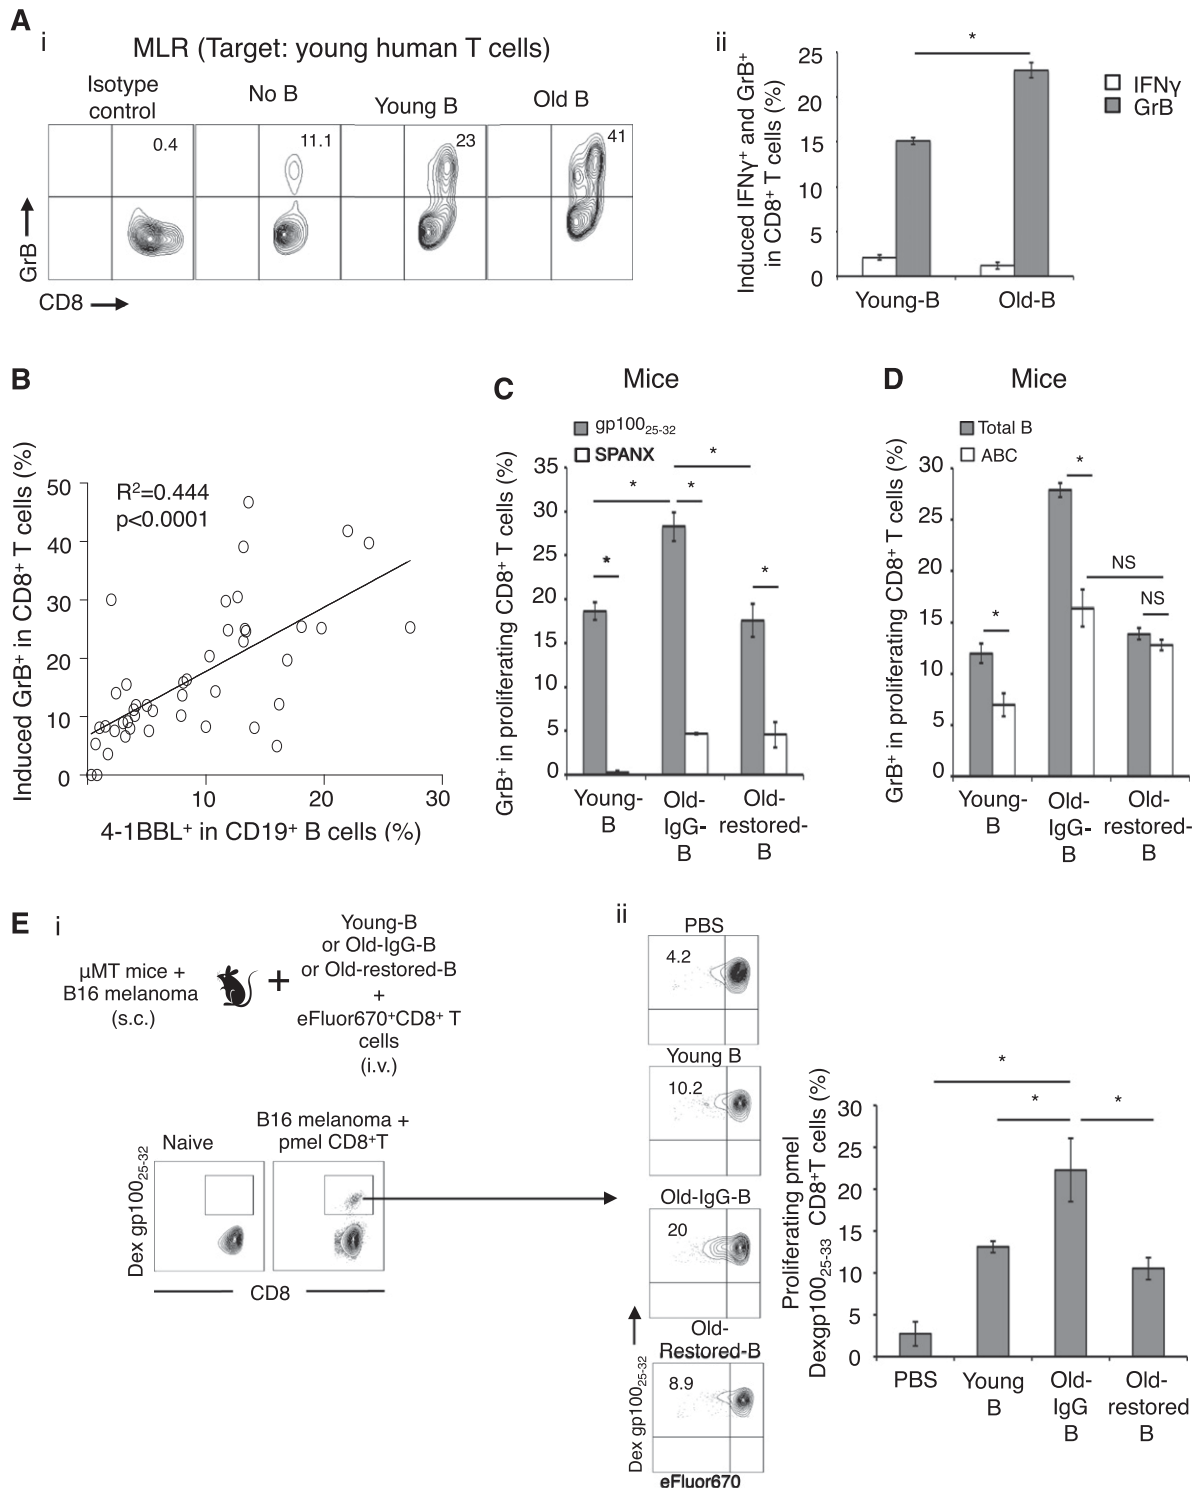 A
i
MLR (Target: young human T cells)
Isotype
control
No B
Young B
Old B
0.4
11.1
23
41
GrB
CD8
ii
Induced IFNγ⁺ and GrB⁺
in CD8⁺ T cells (%)
25
20
15
10
5
0
*
Young-B
Old-B
IFNγ
GrB
B
Induced GrB⁺ in CD8⁺ T cells (%)
50
40
30
20
10
0
R²=0.444
p<0.0001
10
20
30
4-1BBL⁺ in CD19⁺ B cells (%)
C
Mice
gp100₂₅₋₃₂
SPANX
GrB⁺ in proliferating CD8⁺ T cells (%)
35
30
25
20
15
10
5
0
*
*
*
*
*
Young-
B
Old-
IgG-
B
Old-
restored-
B
D
Mice
Total B
ABC
GrB⁺ in proliferating CD8⁺ T cells (%)
30
25
20
15
10
5
0
*
*
NS
NS
Young-
B
Old-
IgG-
B
Old-
restored-
B
E
i
μMT mice +
B16 melanoma
(s.c.)
+
Young-B
or Old-IgG-B
or Old-restored-B
+
eFluor670⁺CD8⁺ T
cells
(i.v.)
Naive
B16 melanoma +
pmel CD8⁺T
Dex gp100₂₅₋₃₂
CD8
ii
PBS
4.2
Young B
10.2
Old-IgG-B
20
Old-
Restored-B
8.9
Dex gp100₂₅₋₃₂
eFluor670
Proliferating pmel
Dexgp100₂₅₋₃₃ CD8⁺T cells (%)
30
25
20
15
10
5
0
*
*
*
PBS
Young
B
Old-
IgG
B
Old-
restored
B